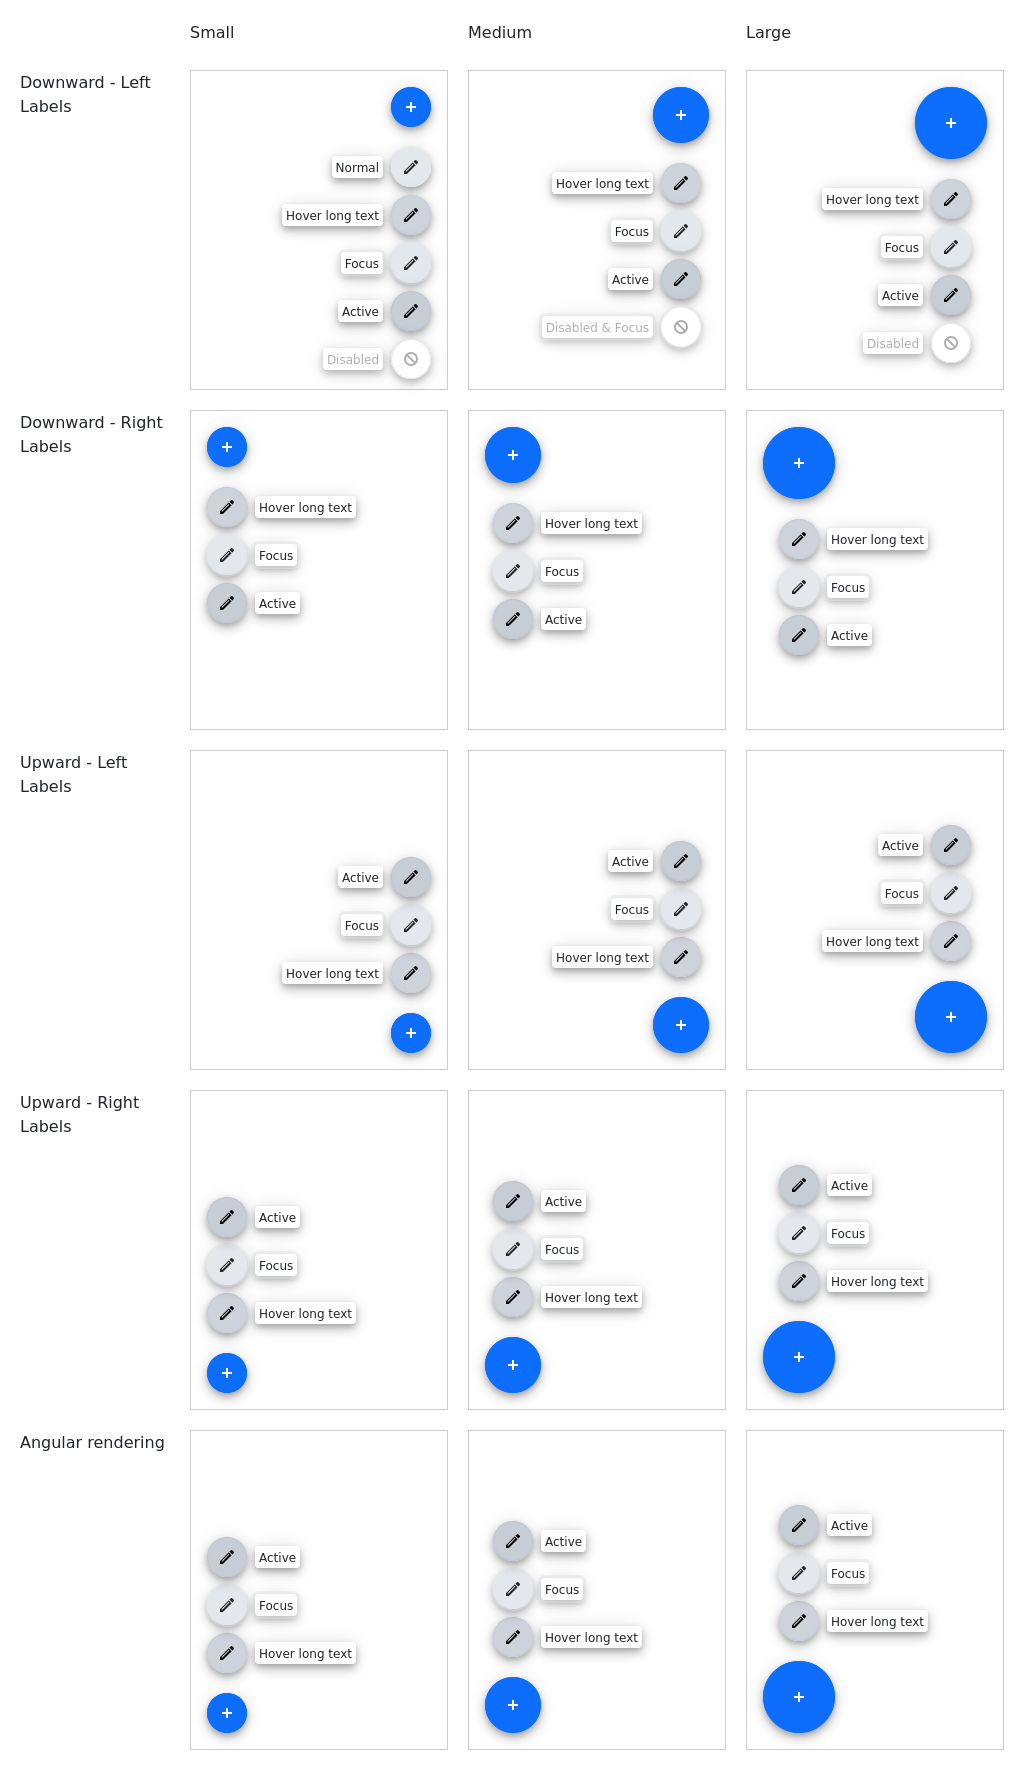 Small
Medium
Large
Downward - Left
Labels
Normal
Hover long text
Focus
Active
Disabled
Hover long text
Focus
Active
Disabled & Focus
Hover long text
Focus
Active
Disabled
Downward - Right
Labels
Hover long text
Focus
Active
Hover long text
Focus
Active
Hover long text
Focus
Active
Upward - Left
Labels
Active
Focus
Hover long text
Active
Focus
Hover long text
Active
Focus
Hover long text
Upward - Right
Labels
Active
Focus
Hover long text
Active
Focus
Hover long text
Active
Focus
Hover long text
Angular rendering
Active
Focus
Hover long text
Active
Focus
Hover long text
Active
Focus
Hover long text